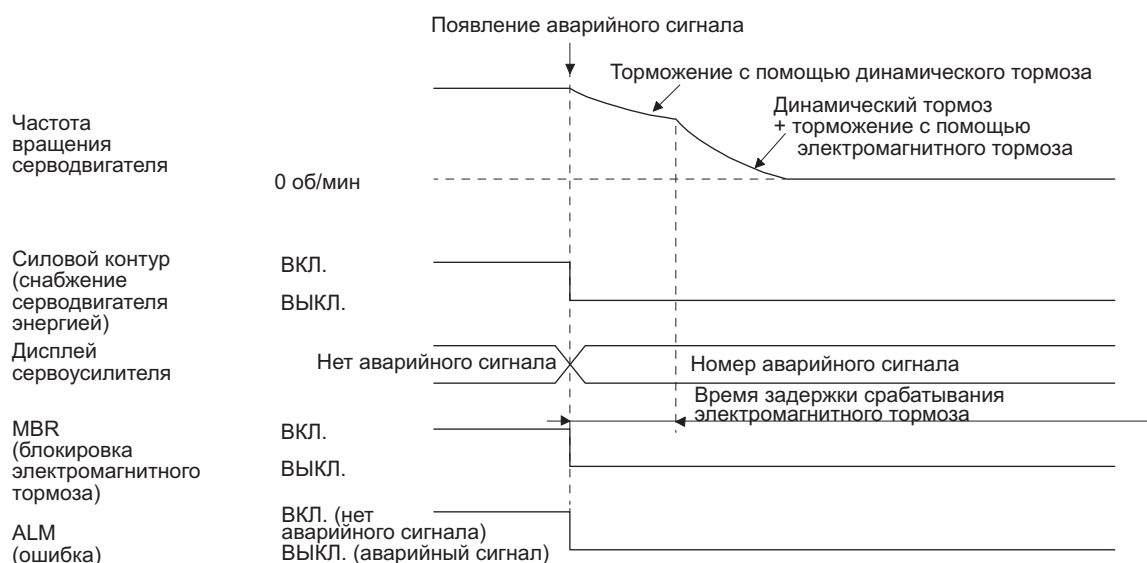 Появление аварийного сигнала
Торможение с помощью динамического тормоза
Динамический тормоз
+ торможение с помощью
электромагнитного тормоза
Частота
вращения
серводвигателя
0 об/мин
Силовой контур
(снабжение
серводвигателя
энергией)
ВКЛ.
ВЫКЛ.
Дисплей
сервоусилителя
Нет аварийного сигнала
Номер аварийного сигнала
Время задержки срабатывания
электромагнитного тормоза
MBR
(блокировка
электромагнитного
тормоза)
ВКЛ.
ВЫКЛ.
ALM
(ошибка)
ВКЛ. (нет
аварийного сигнала)
ВЫКЛ. (аварийный сигнал)